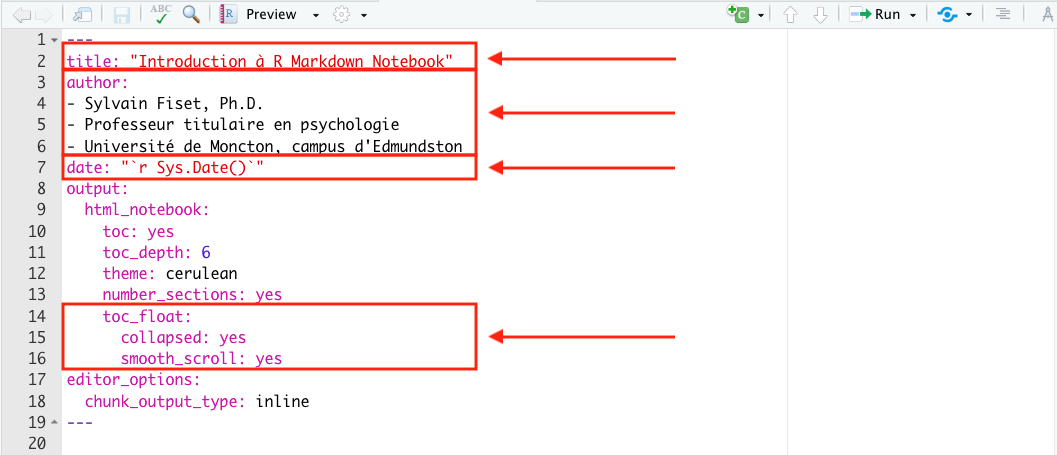 ABC R Preview C Run A
1 ---
2 title: "Introduction à R Markdown Notebook"
3 author:
4 - Sylvain Fiset, Ph.D.
5 - Professeur titulaire en psychologie
6 - Université de Moncton, campus d'Edmundston
7 date: "`r Sys.Date()`"
8 output:
9   html_notebook:
10     toc: yes
11     toc_depth: 6
12     theme: cerulean
13     number_sections: yes
14     toc_float:
15       collapsed: yes
16       smooth_scroll: yes
17 editor_options:
18   chunk_output_type: inline
19 ---
20